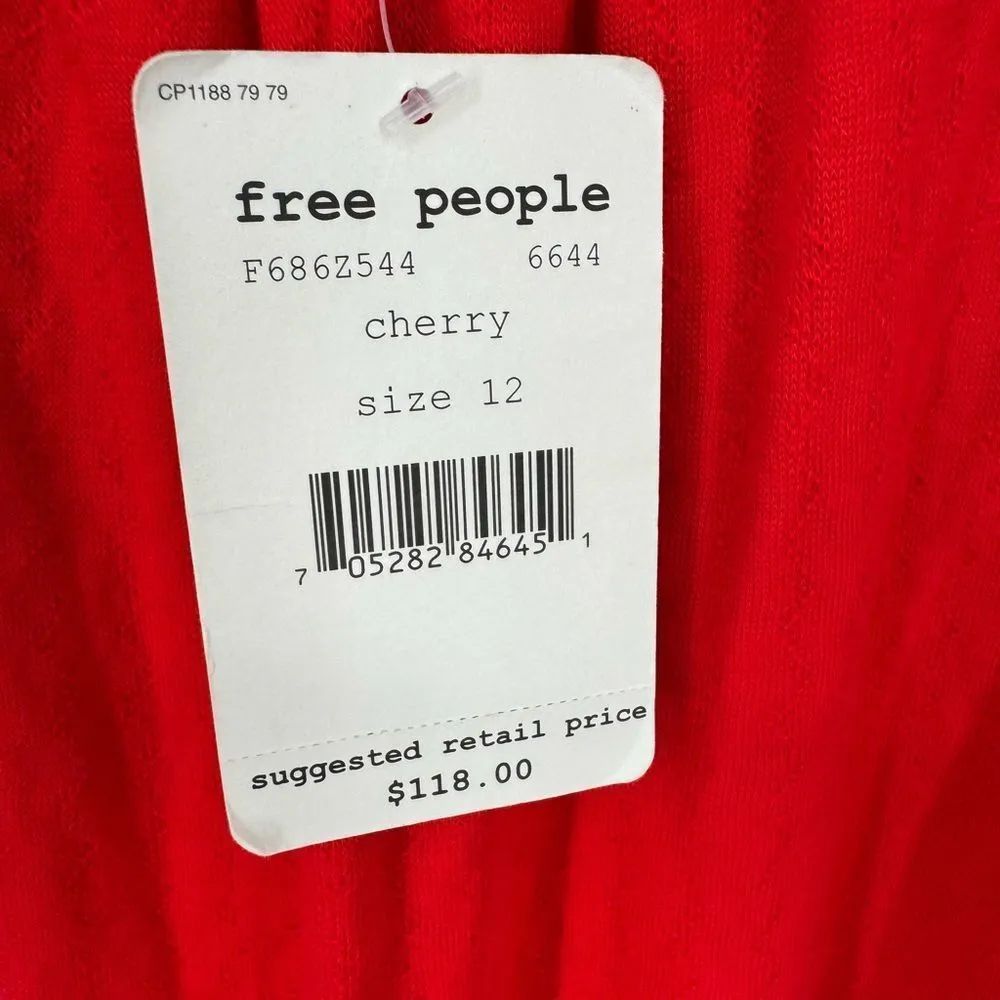 CP1188 79 79
free people
F686Z544 6644
cherry
size 12
7 05282 84645 1
suggested retail price
$118.00